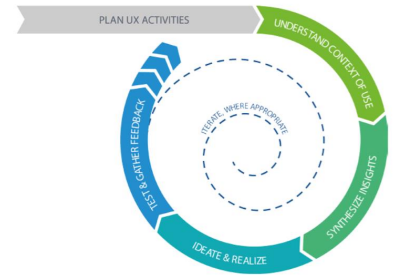 PLAN UX ACTIVITIES
UNDERSTAND CONTEXT OF USE
SYNTHESIZE INSIGHTS
IDEATE & REALIZE
TEST & GATHER FEEDBACK
ITERATE, WHERE APPROPRIATE